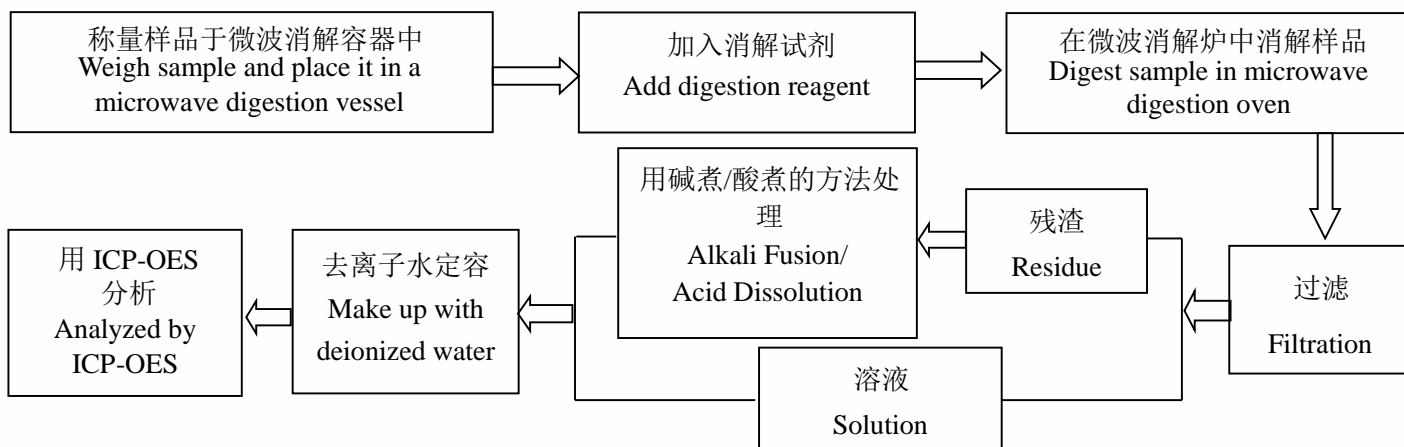 称量样品于微波消解容器中
Weigh sample and place it in a
microwave digestion vessel
加入消解试剂
Add digestion reagent
在微波消解炉中消解样品
Digest sample in microwave
digestion oven
过滤
Filtration
残渣
Residue
用碱煮/酸煮的方法处
理
Alkali Fusion/
Acid Dissolution
溶液
Solution
去离子水定容
Make up with
deionized water
用 ICP-OES
分析
Analyzed by
ICP-OES